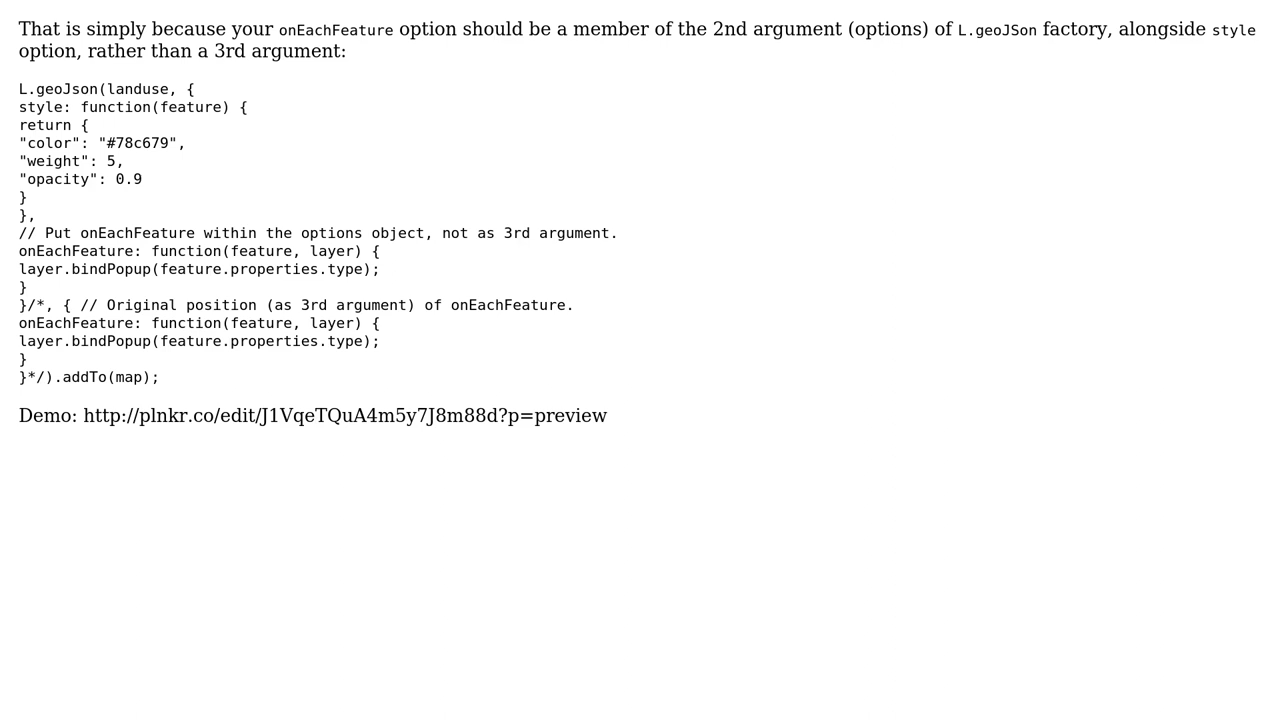 That is simply because your onEachFeature option should be a member of the 2nd argument (options) of L.geoJSon factory, alongside style
option, rather than a 3rd argument:
L.geoJson(landuse, {
style: function(feature) {
return {
"color": "#78c679",
"weight": 5,
"opacity": 0.9
}
},
// Put onEachFeature within the options object, not as 3rd argument.
onEachFeature: function(feature, layer) {
layer.bindPopup(feature.properties.type);
}
}/*, { // Original position (as 3rd argument) of onEachFeature.
onEachFeature: function(feature, layer) {
layer.bindPopup(feature.properties.type);
}
}*/).addTo(map);
Demo: http://plnkr.co/edit/J1VqeTQuA4m5y7J8m88d?p=preview